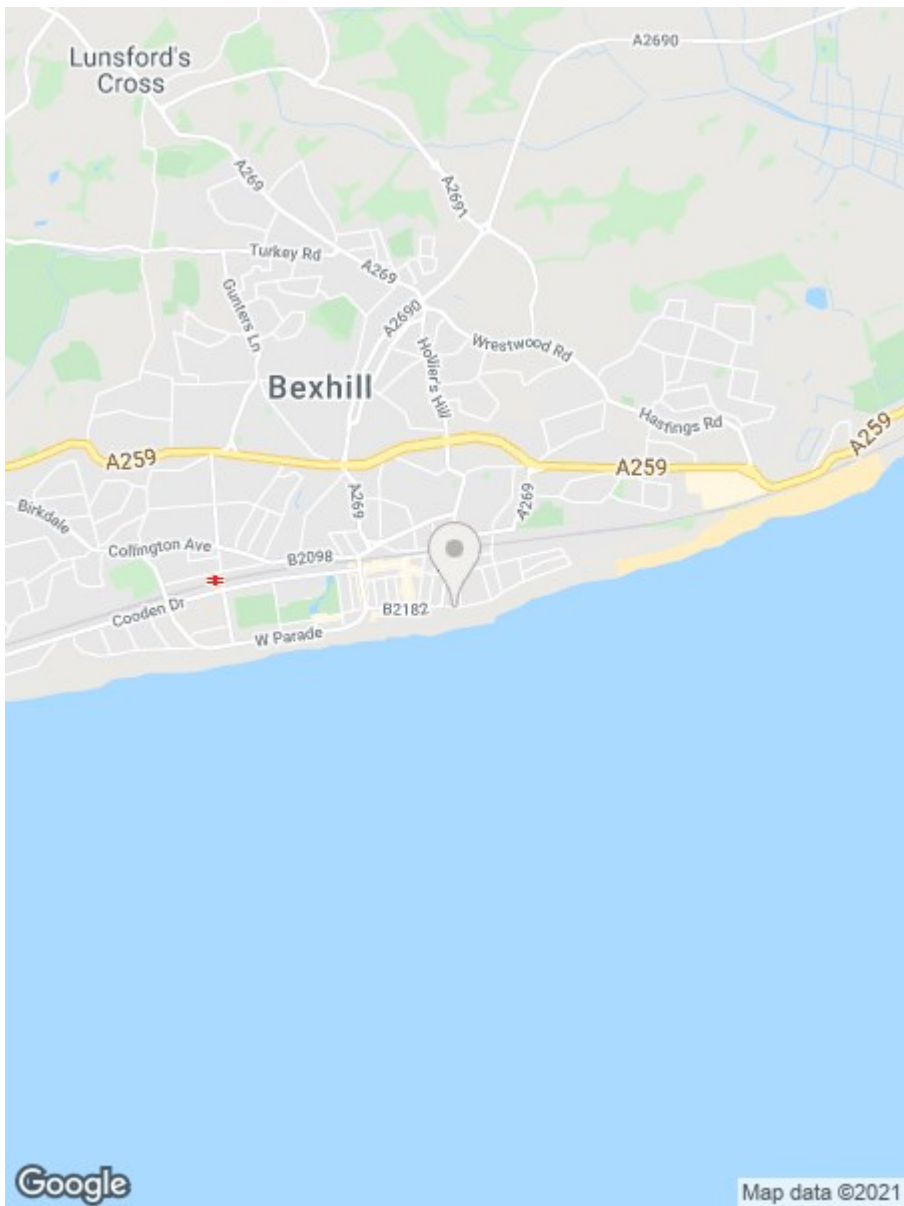 A2690
Lunsford's
Cross
A269
A2691
Turkey Rd
A269
Gunters Ln
A2690
Wrestwood Rd
Hollier's Hill
Bexhill
Hastings Rd
A259
A259
A259
A269
A269
Birkdale
Collington Ave
B2098
Cooden Dr
B2182
W Parade
Google
Map data ©2021